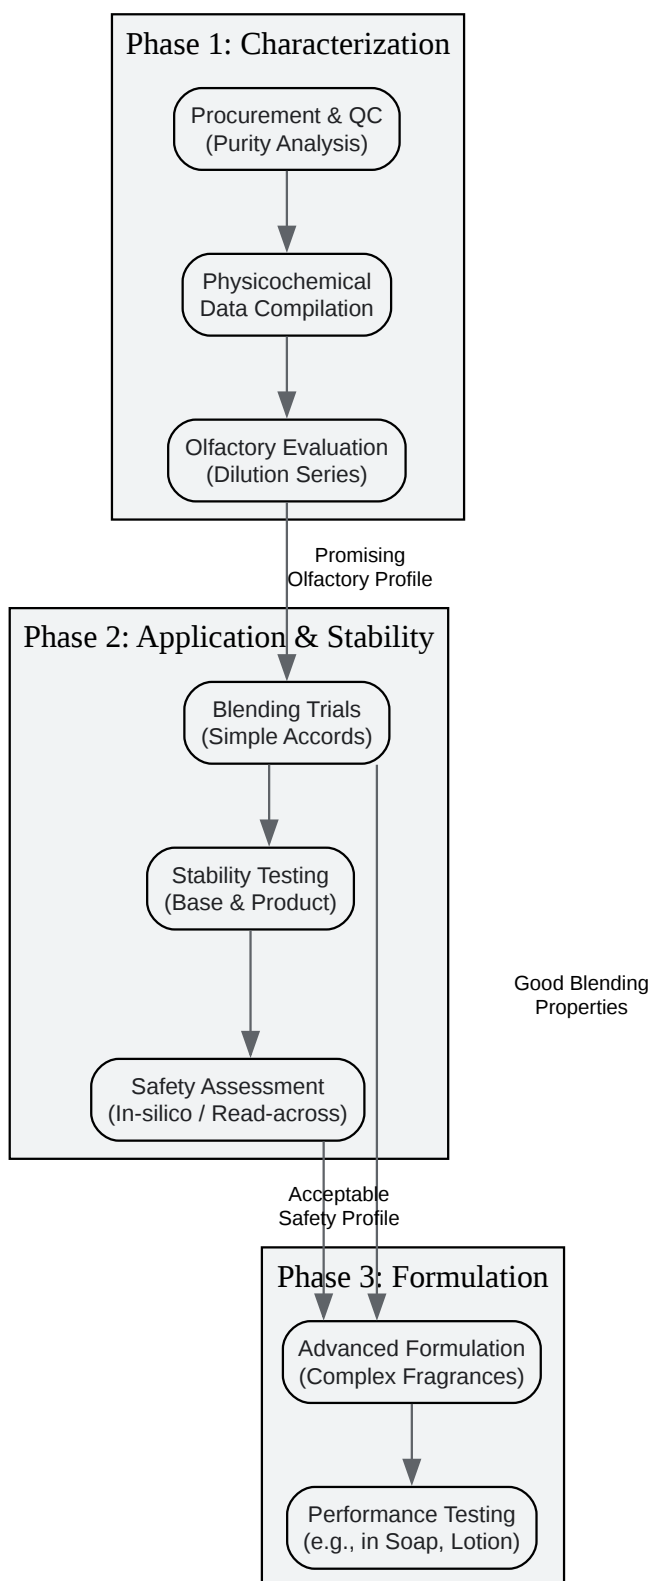 Phase 1: Characterization
Procurement & QC
(Purity Analysis)
Physicochemical
Data Compilation
Olfactory Evaluation
(Dilution Series)
Promising
Olfactory Profile
Phase 2: Application & Stability
Blending Trials
(Simple Accords)
Stability Testing
(Base & Product)
Good Blending
Properties
Safety Assessment
(In-silico / Read-across)
Acceptable
Safety Profile
Phase 3: Formulation
Advanced Formulation
(Complex Fragrances)
Performance Testing
(e.g., in Soap, Lotion)